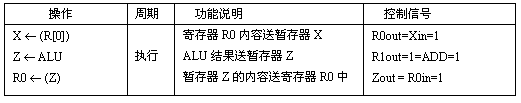 操作 周期 功能说明 控制信号
X ← (R[0]) 寄存器 R0 内容送暂存器 X R0out=Xin=1
Z ← ALU 执行 ALU 结果送暂存器 Z R1out=1=ADD=1
R0 ← (Z) 暂存器 Z 的内容送寄存器 R0 中 Zout = R0in=1